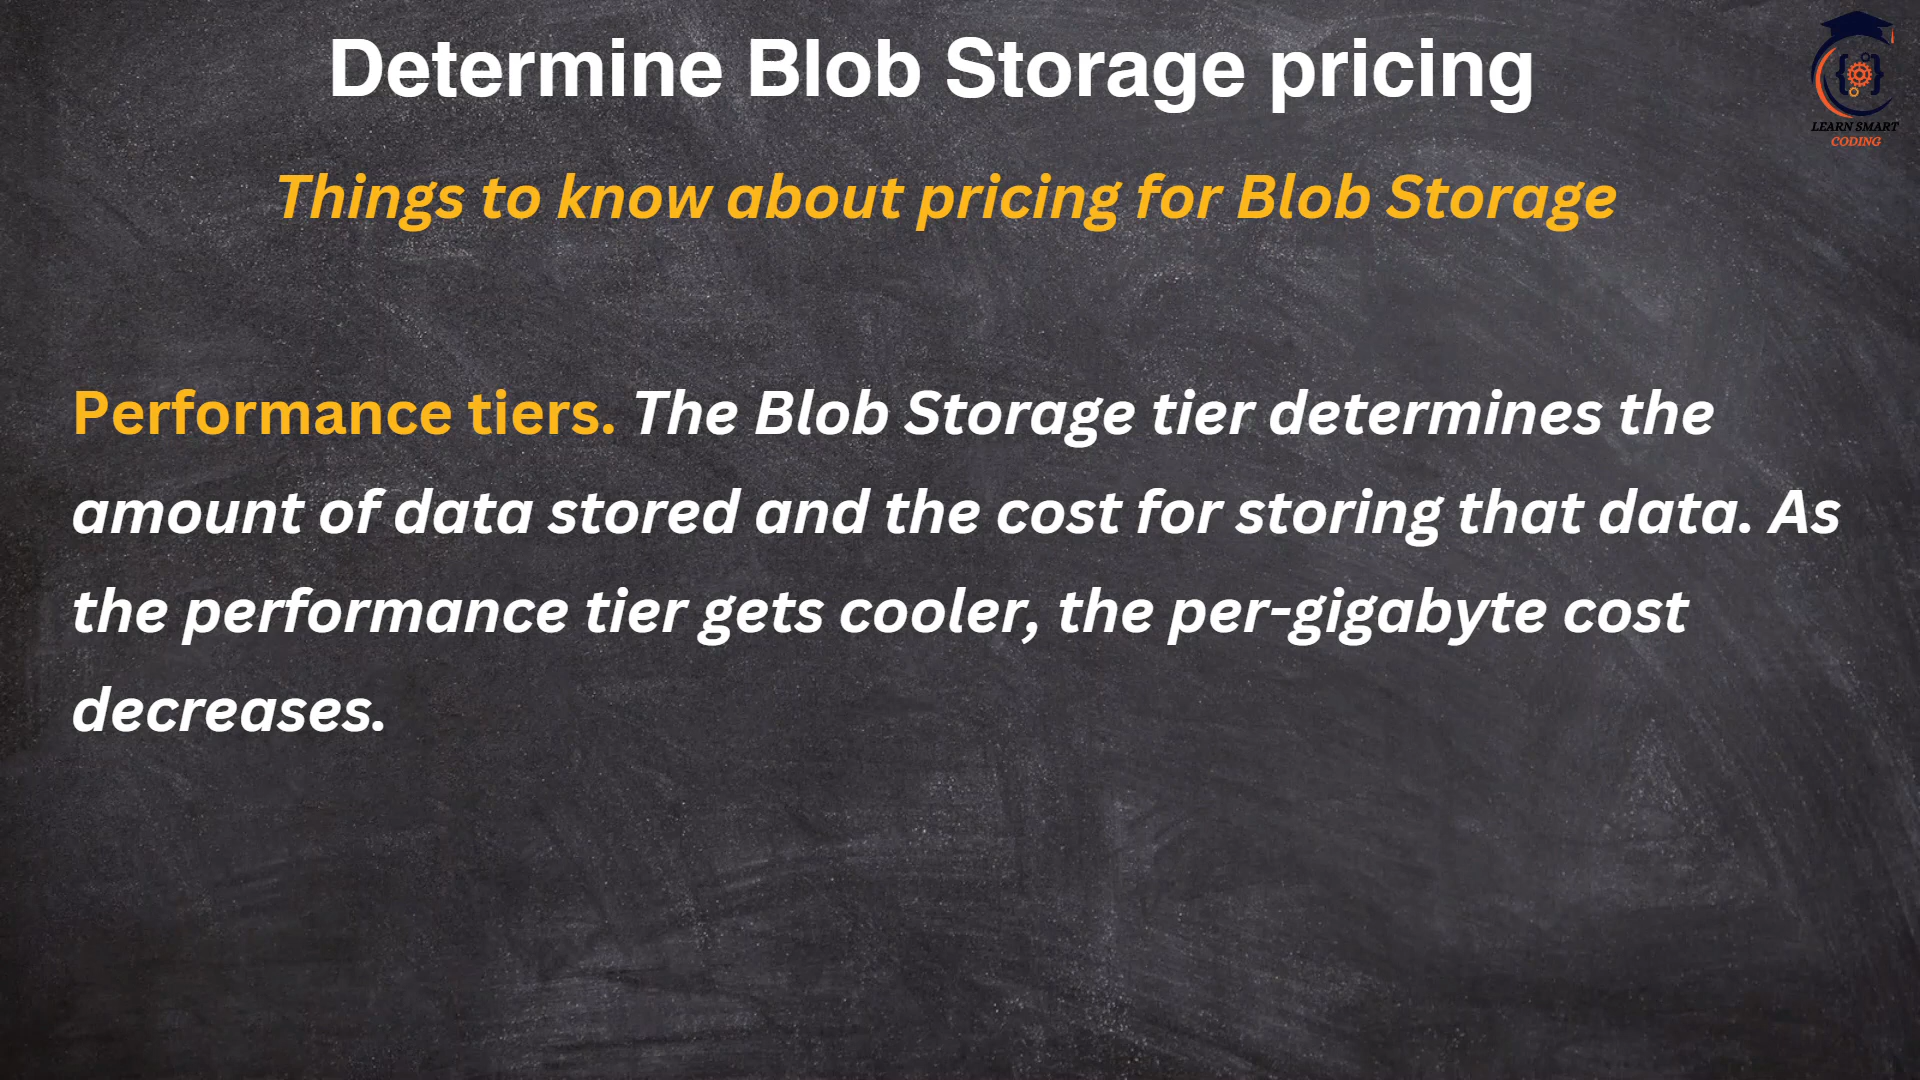 Determine Blob Storage pricing
LEARN SMART
CODING
Things to know about pricing for Blob Storage
Performance tiers. The Blob Storage tier determines the
amount of data stored and the cost for storing that data. As
the performance tier gets cooler, the per-gigabyte cost
decreases.